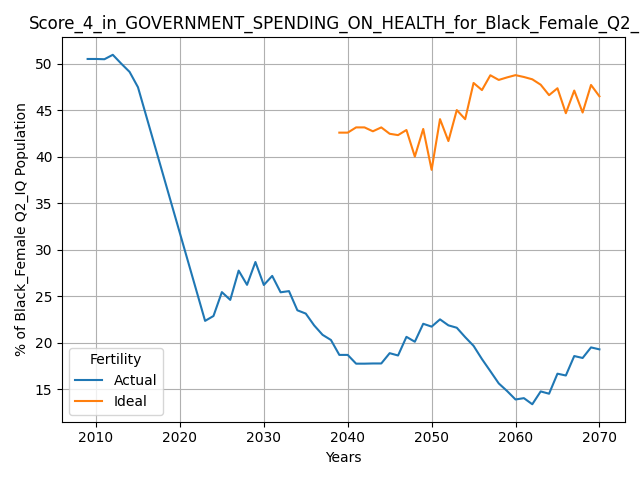 Score_4_in_GOVERNMENT_SPENDING_ON_HEALTH_for_Black_Female_Q2_
% of Black_Female Q2_IQ Population
50
45
40
35
30
25
20
15
Fertility
Actual
Ideal
2010 2020 2030 2040 2050 2060 2070
Years